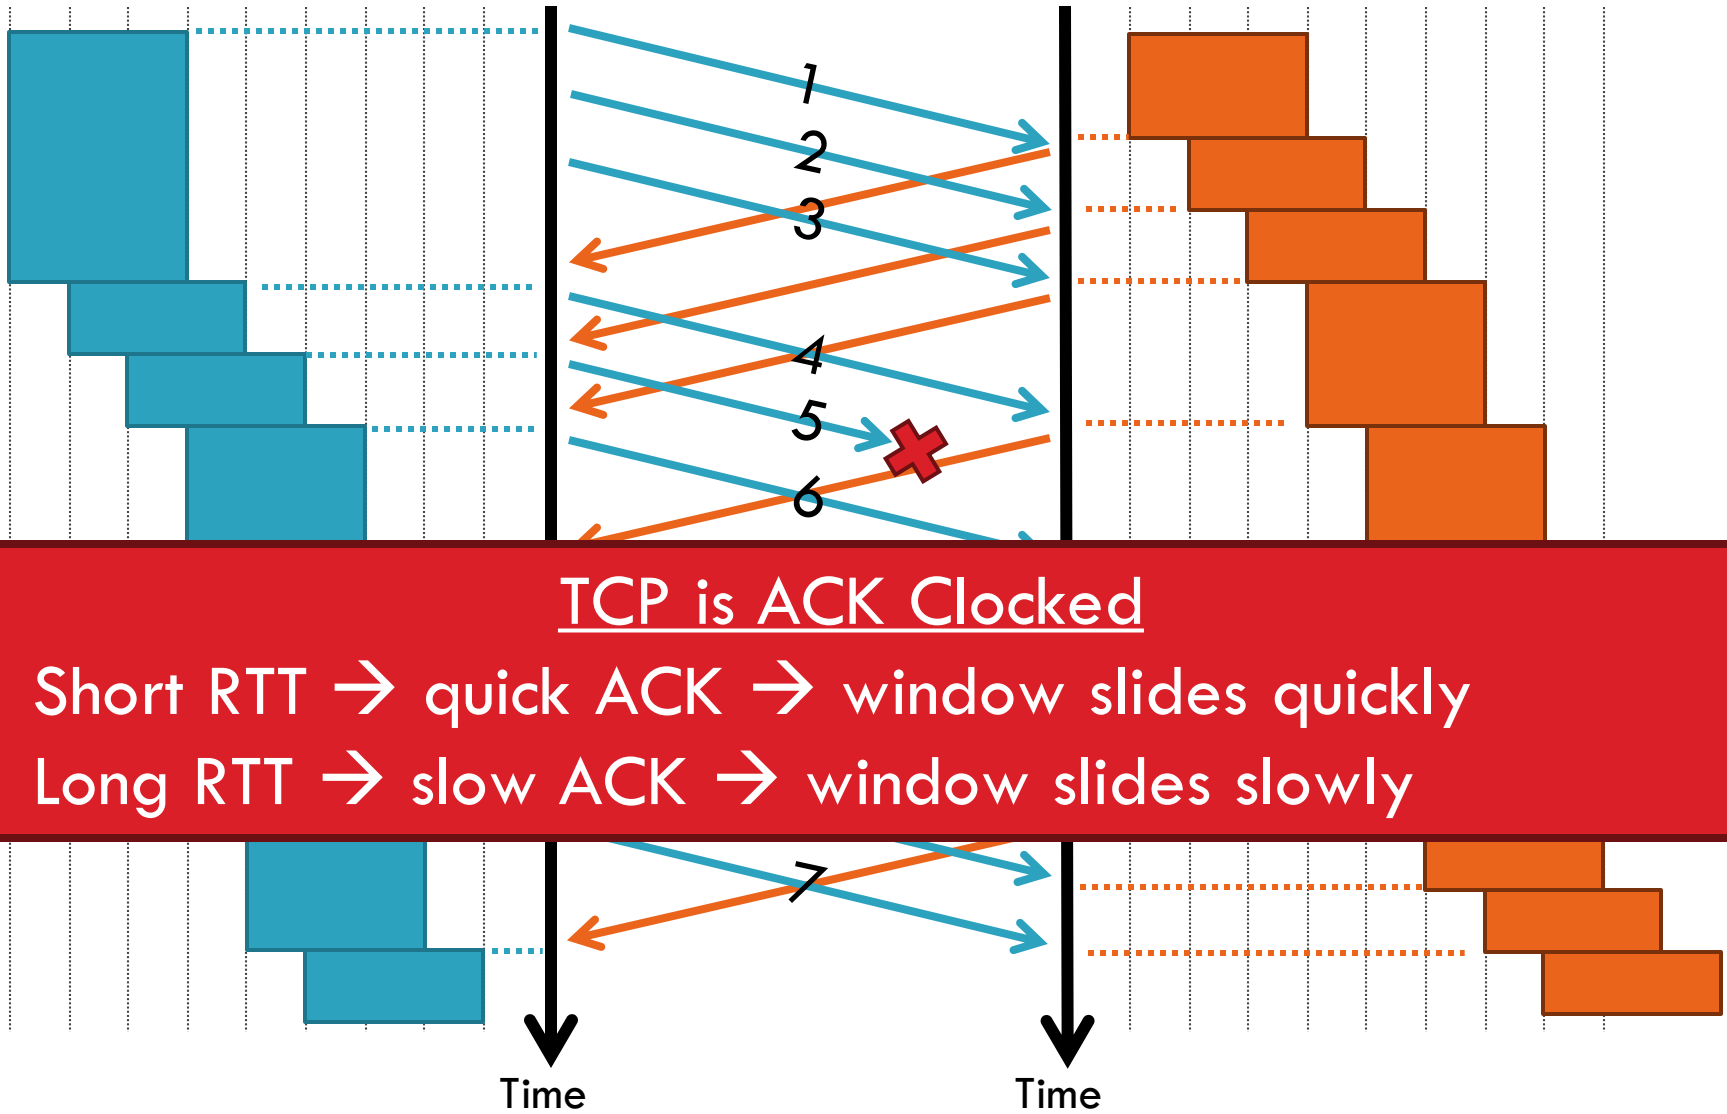 1
2
3
4
5
6
TCP is ACK Clocked
Short RTT → quick ACK → window slides quickly
Long RTT → slow ACK → window slides slowly
7
Time Time